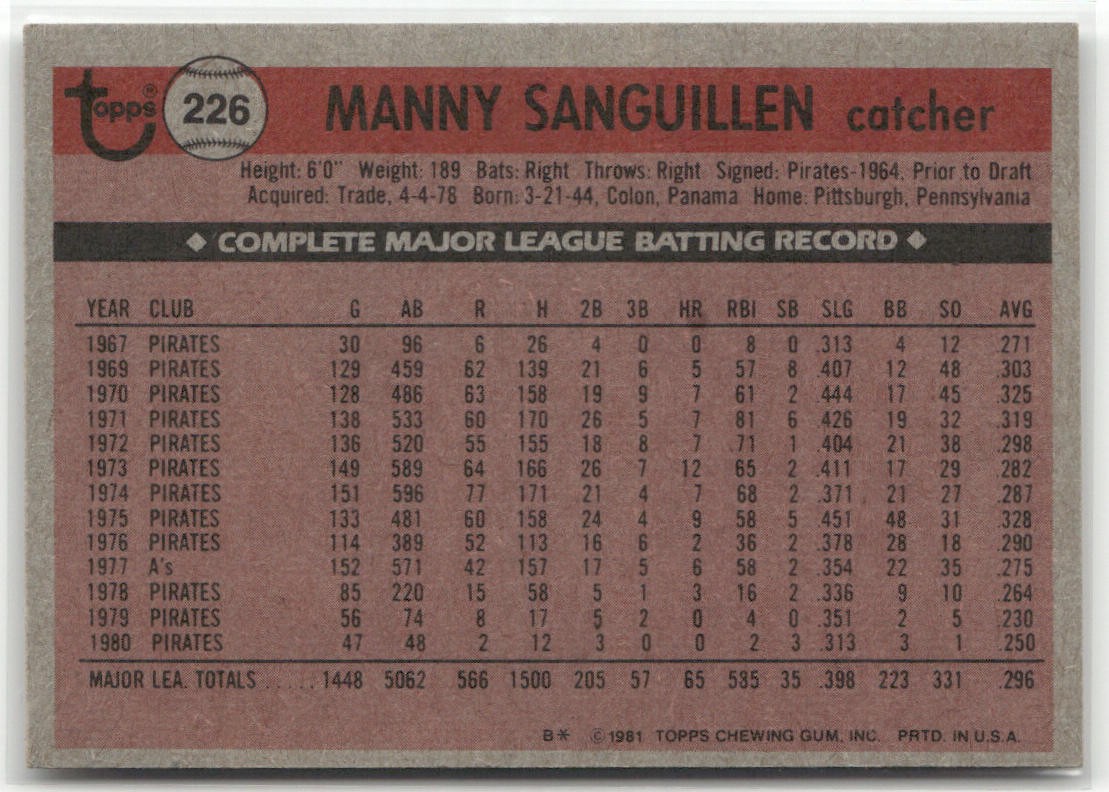 Topps® 226 MANNY SANGUILLEN catcher
Height: 6'0" Weight: 189 Bats: Right Throws: Right Signed: Pirates-1964, Prior to Draft
Acquired: Trade, 4-4-78 Born: 3-21-44, Colon, Panama Home: Pittsburgh, Pennsylvania
◆ COMPLETE MAJOR LEAGUE BATTING RECORD ◆
YEAR CLUB G AB R H 2B 3B HR RBI SB SLG BB SO AVG
1967 PIRATES 30 96 6 26 4 0 0 8 0 .313 4 12 .271
1969 PIRATES 129 459 62 139 21 6 5 57 8 .407 12 48 .303
1970 PIRATES 128 486 63 158 19 9 7 61 2 .444 17 45 .325
1971 PIRATES 138 533 60 170 26 5 7 81 6 .426 19 32 .319
1972 PIRATES 136 520 55 155 18 8 7 71 1 .404 21 38 .298
1973 PIRATES 149 589 64 166 26 7 12 65 2 .411 17 29 .282
1974 PIRATES 151 596 77 171 21 4 7 68 2 .371 21 27 .287
1975 PIRATES 133 481 60 158 24 4 9 58 5 .451 48 31 .328
1976 PIRATES 114 389 52 113 16 6 2 36 2 .378 28 18 .290
1977 A's 152 571 42 157 17 5 6 58 2 .354 22 35 .275
1978 PIRATES 85 220 15 58 5 1 3 16 2 .336 9 10 .264
1979 PIRATES 56 74 8 17 5 2 0 4 0 .351 2 5 .230
1980 PIRATES 47 48 2 12 3 0 0 2 3 .313 3 1 .250
MAJOR LEA. TOTALS ..... 1448 5062 566 1500 205 57 65 585 35 .398 223 331 .296
B* ©1981 TOPPS CHEWING GUM, INC. PRTD. IN U.S.A.